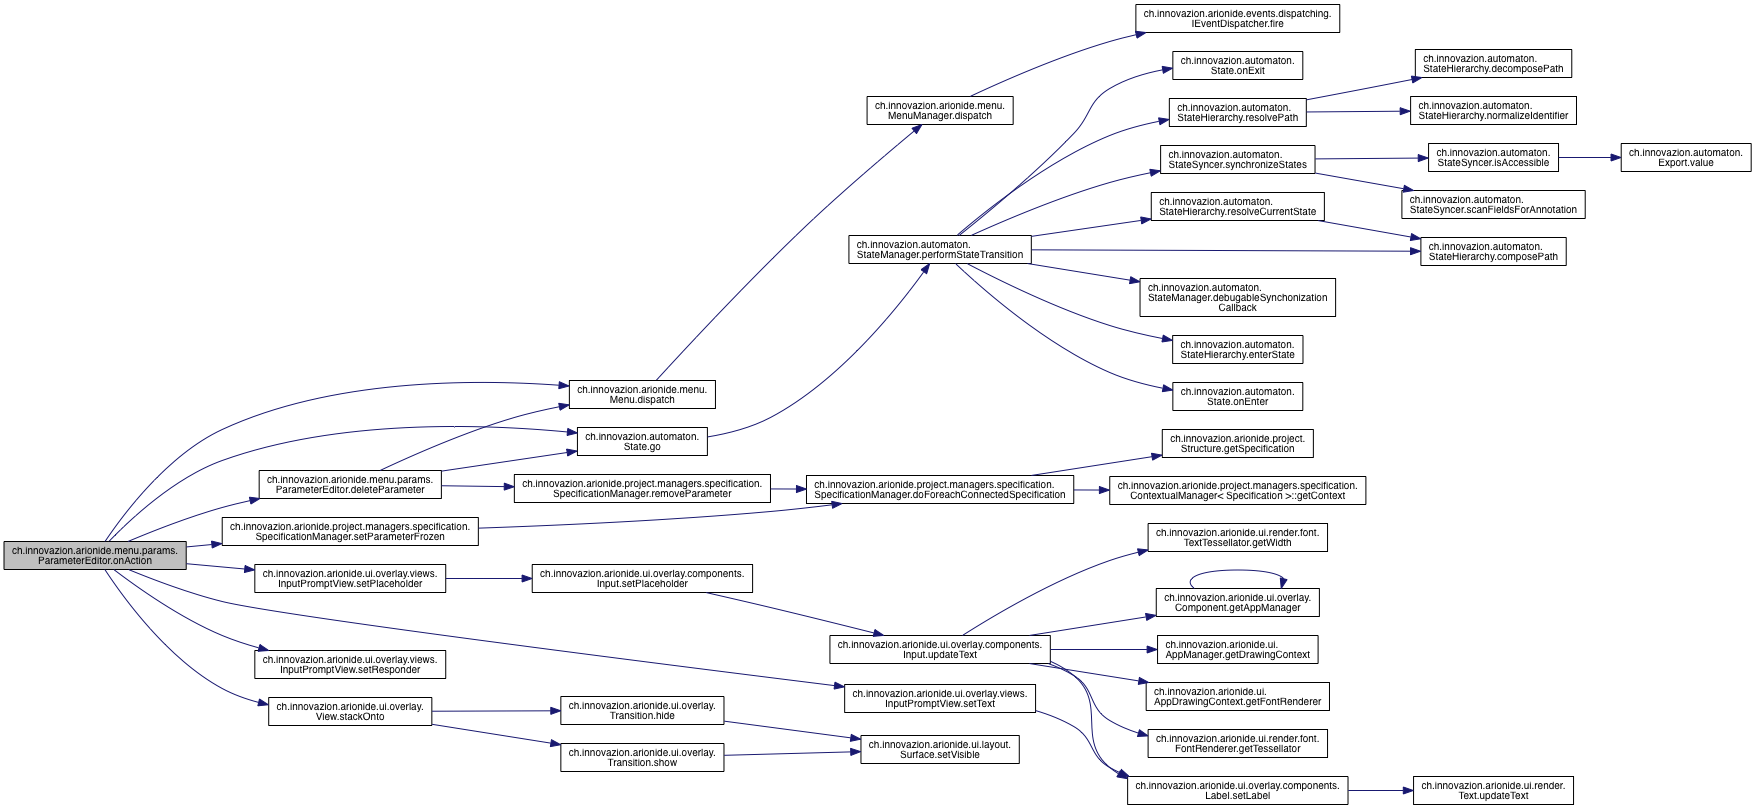 ch.innovazion.arionide.events.dispatching.
IEventDispatcher.fire
ch.innovazion.automaton.
State.onExit
ch.innovazion.automaton.
StateHierarchy.decomposePath
ch.innovazion.arionide.menu.
MenuManager.dispatch
ch.innovazion.automaton.
StateHierarchy.resolvePath
ch.innovazion.automaton.
StateHierarchy.normalizeIdentifier
ch.innovazion.automaton.
StateSyncer.synchronizeStates
ch.innovazion.automaton.
StateSyncer.isAccessible
ch.innovazion.automaton.
Export.value
ch.innovazion.automaton.
StateHierarchy.resolveCurrentState
ch.innovazion.automaton.
StateSyncer.scanFieldsForAnnotation
ch.innovazion.automaton.
StateManager.performStateTransition
ch.innovazion.automaton.
StateHierarchy.composePath
ch.innovazion.automaton.
StateManager.debugableSynchonization
Callback
ch.innovazion.automaton.
StateHierarchy.enterState
ch.innovazion.arionide.menu.
Menu.dispatch
ch.innovazion.automaton.
State.onEnter
ch.innovazion.automaton.
State.go
ch.innovazion.arionide.project.
Structure.getSpecification
ch.innovazion.arionide.menu.params.
ParameterEditor.deleteParameter
ch.innovazion.arionide.project.managers.specification.
SpecificationManager.removeParameter
ch.innovazion.arionide.project.managers.specification.
SpecificationManager.doForeachConnectedSpecification
ch.innovazion.arionide.project.managers.specification.
ContextualManager< Specification >::getContext
ch.innovazion.arionide.project.managers.specification.
SpecificationManager.setParameterFrozen
ch.innovazion.arionide.ui.render.font.
TextTessellator.getWidth
ch.innovazion.arionide.menu.params.
ParameterEditor.onAction
ch.innovazion.arionide.ui.overlay.views.
InputPromptView.setPlaceholder
ch.innovazion.arionide.ui.overlay.components.
Input.setPlaceholder
ch.innovazion.arionide.ui.overlay.
Component.getAppManager
ch.innovazion.arionide.ui.overlay.components.
Input.updateText
ch.innovazion.arionide.ui.
AppManager.getDrawingContext
ch.innovazion.arionide.ui.overlay.views.
InputPromptView.setResponder
ch.innovazion.arionide.ui.overlay.views.
InputPromptView.setText
ch.innovazion.arionide.ui.
AppDrawingContext.getFontRenderer
ch.innovazion.arionide.ui.overlay.
View.stackOnto
ch.innovazion.arionide.ui.overlay.
Transition.hide
ch.innovazion.arionide.ui.layout.
Surface.setVisible
ch.innovazion.arionide.ui.render.font.
FontRenderer.getTessellator
ch.innovazion.arionide.ui.overlay.
Transition.show
ch.innovazion.arionide.ui.overlay.components.
Label.setLabel
ch.innovazion.arionide.ui.render.
Text.updateText